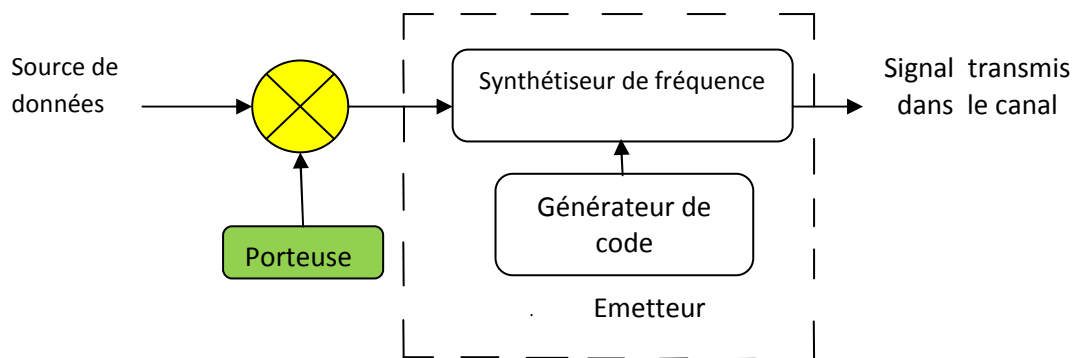 Source de
données
Synthétiseur de fréquence
Signal transmis
dans le canal
Porteuse
Générateur de
code
. Emetteur